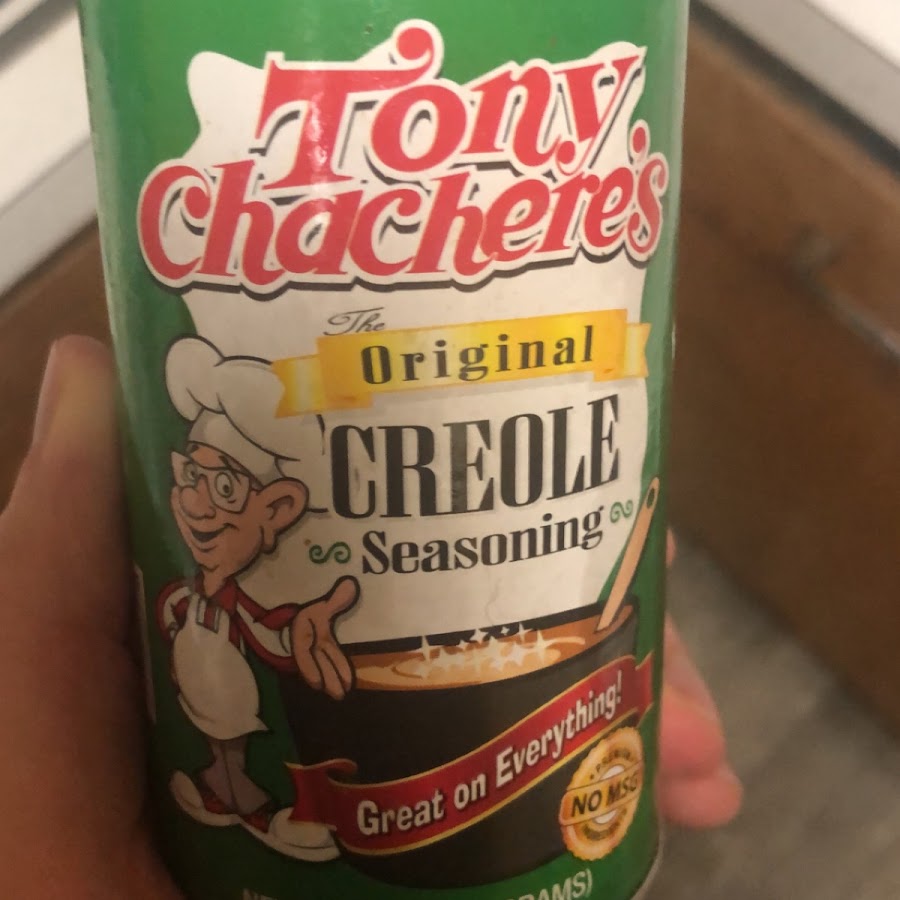 Tony
Chachere's
The
Original
CREOLE
Seasoning
Great on Everything!
NO MSG